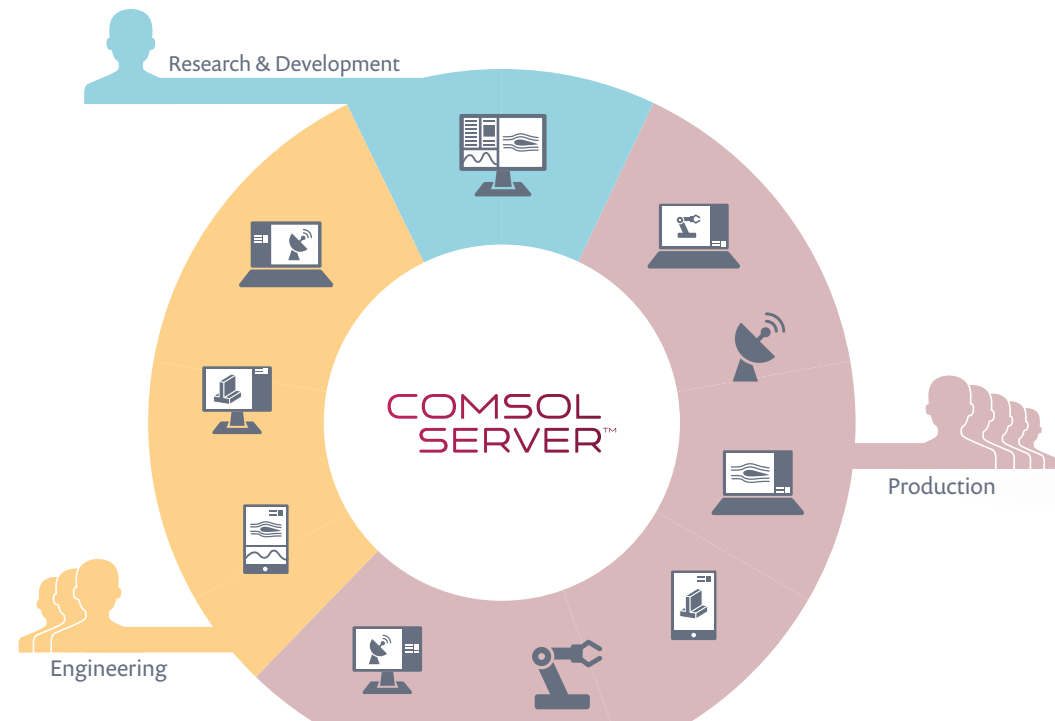 Research & Development
COMSOL
SERVER™
Production
Engineering